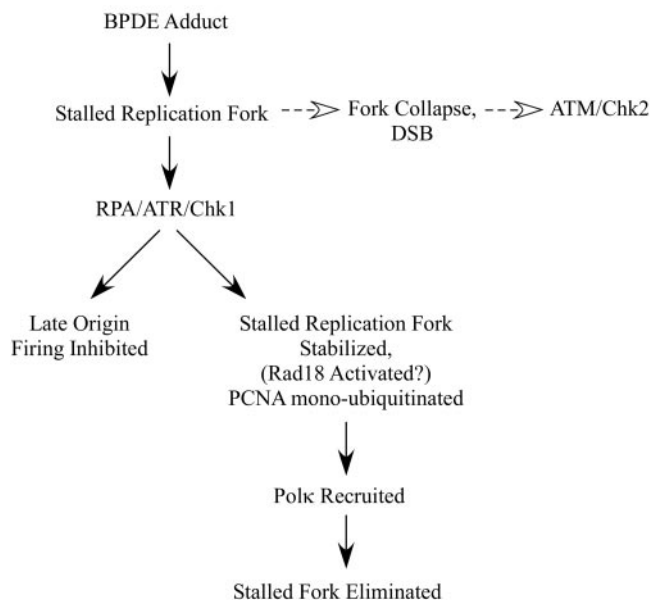 BPDE Adduct
Stalled Replication Fork
Fork Collapse,
DSB
ATM/Chk2
RPA/ATR/Chk1
Late Origin
Firing Inhibited
Stalled Replication Fork
Stabilized,
(Rad18 Activated?)
PCNA mono-ubiquitinated
Polκ Recruited
Stalled Fork Eliminated